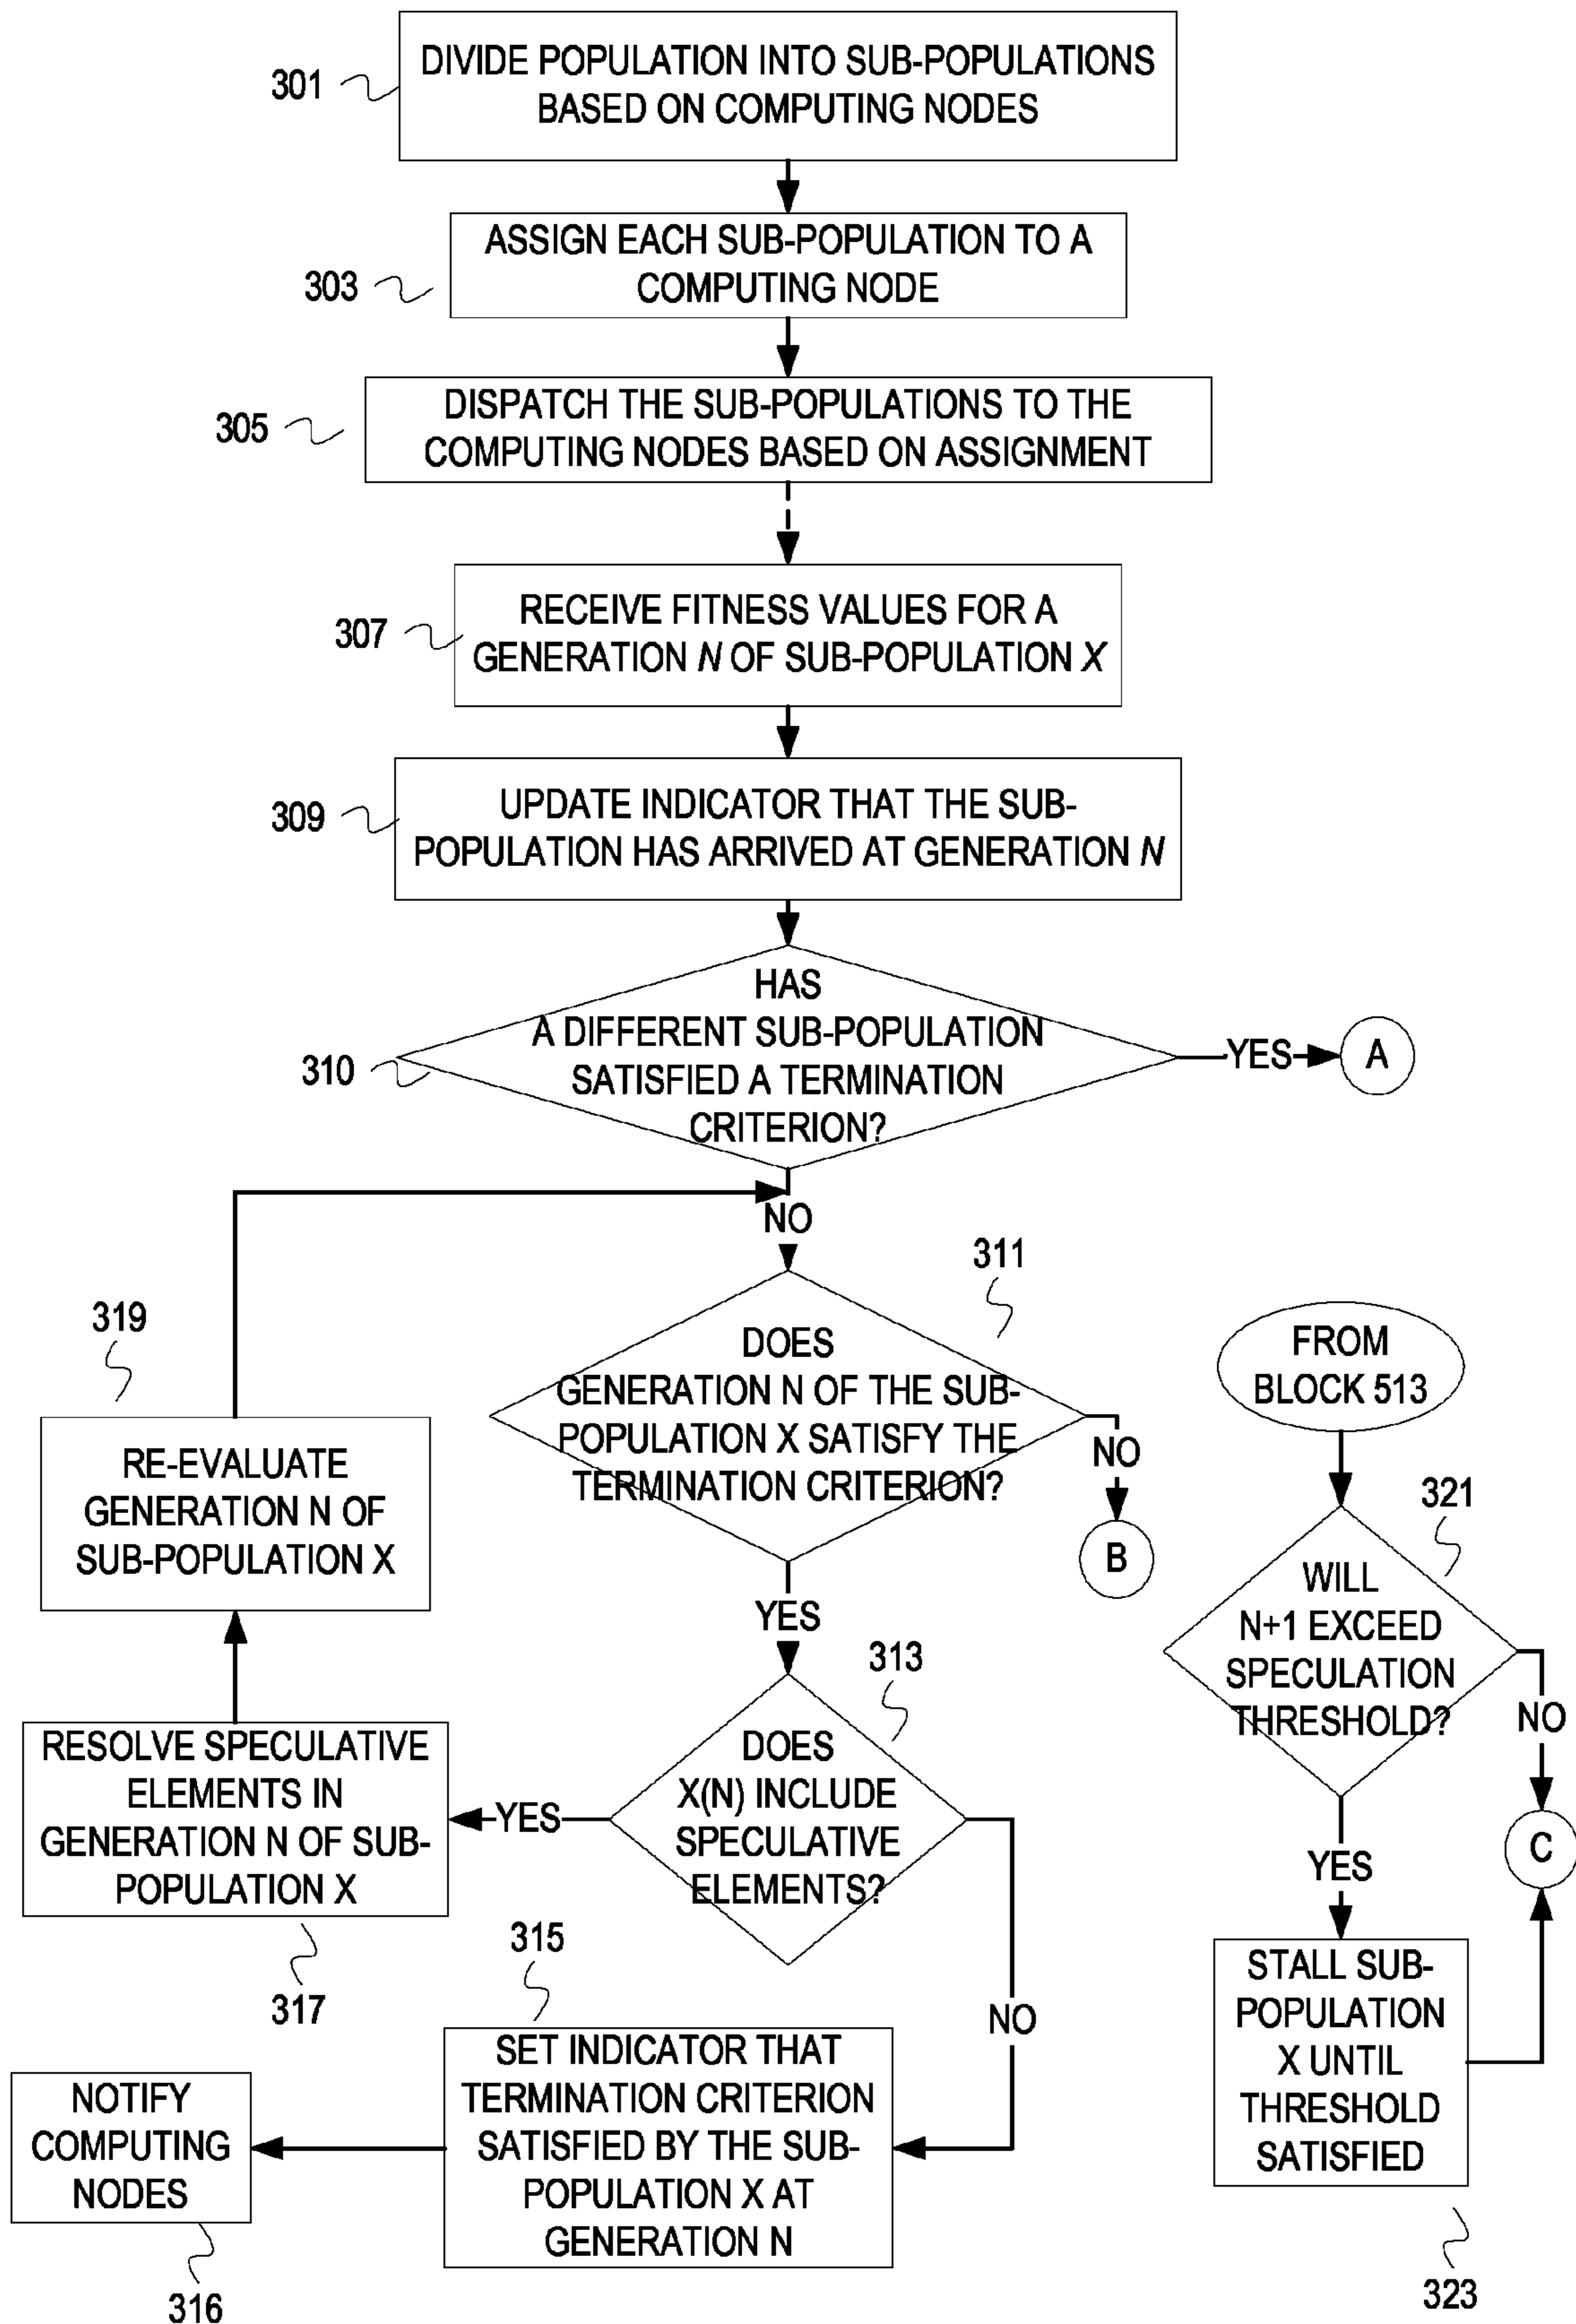 301
DIVIDE POPULATION INTO SUB-POPULATIONS
BASED ON COMPUTING NODES
303
ASSIGN EACH SUB-POPULATION TO A
COMPUTING NODE
305
DISPATCH THE SUB-POPULATIONS TO THE
COMPUTING NODES BASED ON ASSIGNMENT
307
RECEIVE FITNESS VALUES FOR A
GENERATION N OF SUB-POPULATION X
309
UPDATE INDICATOR THAT THE SUB-
POPULATION HAS ARRIVED AT GENERATION N
310
HAS
A DIFFERENT SUB-POPULATION
SATISFIED A TERMINATION
CRITERION?
YES
A
NO
311
DOES
GENERATION N OF THE SUB-
POPULATION X SATISFY THE
TERMINATION CRITERION?
NO
B
YES
313
DOES
X(N) INCLUDE
SPECULATIVE
ELEMENTS?
YES
NO
319
RE-EVALUATE
GENERATION N OF
SUB-POPULATION X
RESOLVE SPECULATIVE
ELEMENTS IN
GENERATION N OF SUB-
POPULATION X
317
315
SET INDICATOR THAT
TERMINATION CRITERION
SATISFIED BY THE SUB-
POPULATION X AT
GENERATION N
NOTIFY
COMPUTING
NODES
316
FROM
BLOCK 513
321
WILL
N+1 EXCEED
SPECULATION
THRESHOLD?
NO
C
YES
STALL SUB-
POPULATION
X UNTIL
THRESHOLD
SATISFIED
323